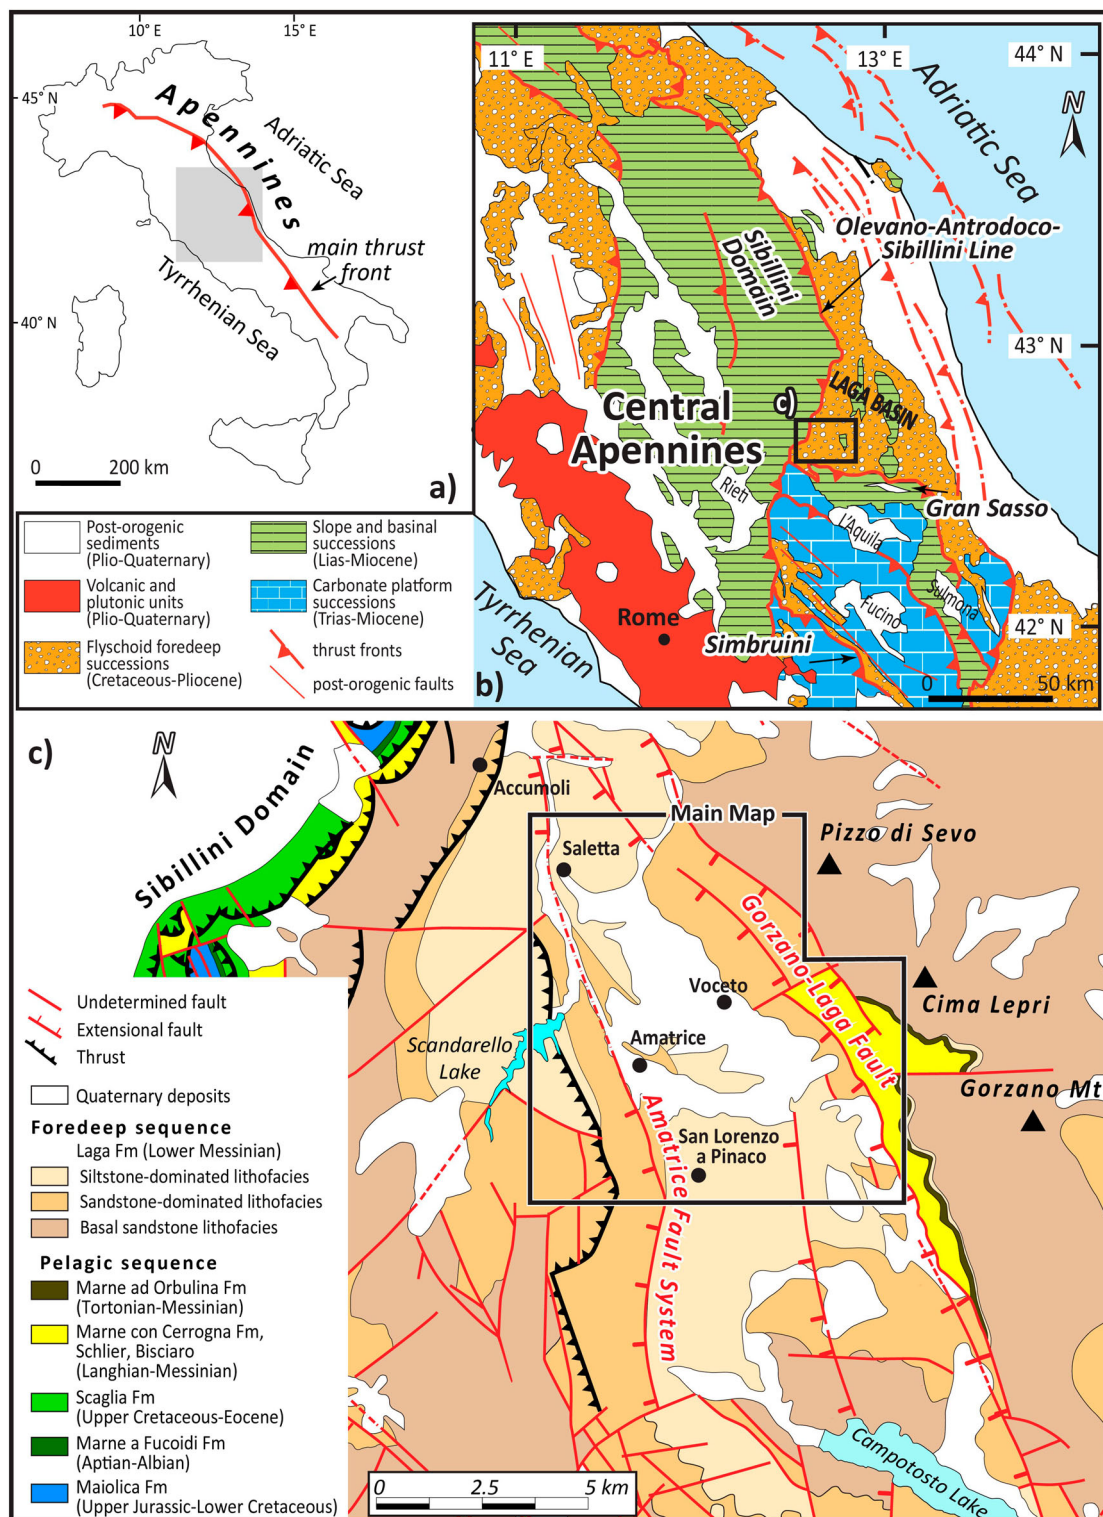 10° E
15° E
45° N
40° N
Apennines
Adriatic Sea
main thrust
front
Tyrrhenian Sea
0
200 km
a)
11° E
13° E
44° N
N
Adriatic Sea
Olevano-Antrodoco-
Sibillini Line
Sibillini
Domain
43° N
LAGA BASIN
c)
Central
Apennines
Rieti
Gran Sasso
L'Aquila
Sulmona
Fucino
42° N
Rome
Simbruini
Tyrrhenian
Sea
0
50 km
b)
Post-orogenic
sediments
(Plio-Quaternary)
Volcanic and
plutonic units
(Plio-Quaternary)
Flyschoid foredeep
successions
(Cretaceous-Pliocene)
Slope and basinal
successions
(Lias-Miocene)
Carbonate platform
successions
(Trias-Miocene)
thrust fronts
post-orogenic faults
c)
N
Sibillini Domain
Accumoli
Main Map
Saletta
Pizzo di Sevo
Gorzano-Laga Fault
Voceto
Cima Lepri
Amatrice
Scandarello
Lake
Gorzano Mt
San Lorenzo
a Pinaco
Amatrice Fault System
Campotosto Lake
0
2.5
5 km
Undetermined fault
Extensional fault
Thrust
Quaternary deposits
Foredeep sequence
Laga Fm (Lower Messinian)
Siltstone-dominated lithofacies
Sandstone-dominated lithofacies
Basal sandstone lithofacies
Pelagic sequence
Marne ad Orbulina Fm
(Tortonian-Messinian)
Marne con Cerrogna Fm,
Schlier, Bisciaro
(Langhian-Messinian)
Scaglia Fm
(Upper Cretaceous-Eocene)
Marne a Fucoidi Fm
(Aptian-Albian)
Maiolica Fm
(Upper Jurassic-Lower Cretaceous)